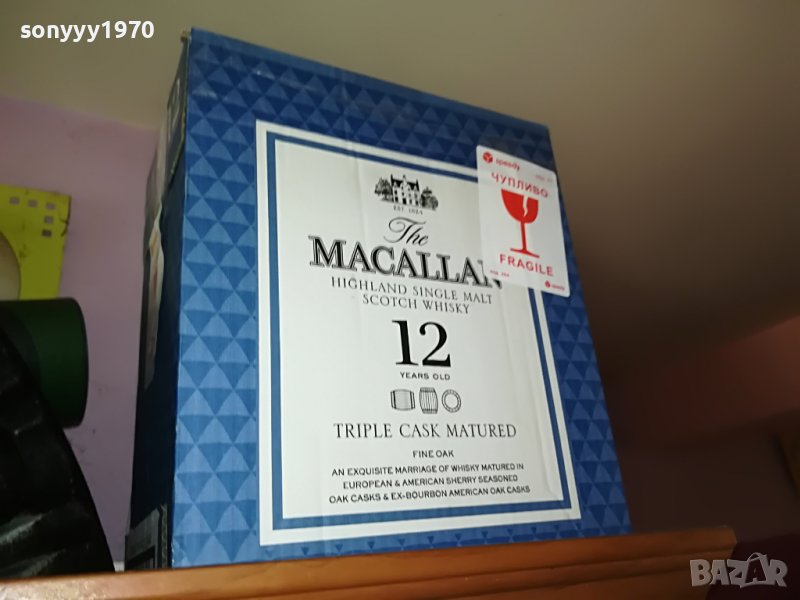 sonyyy1970
speedy
ЧУПЛИВО
FRAGILE
speedy
EST. 1824
The
MACALLAN
HIGHLAND SINGLE MALT
SCOTCH WHISKY
12
YEARS OLD
TRIPLE CASK MATURED
FINE OAK
AN EXQUISITE MARRIAGE OF WHISKY MATURED IN
EUROPEAN & AMERICAN SHERRY SEASONED
OAK CASKS & EX-BOURBON AMERICAN OAK CASKS
BAZAR